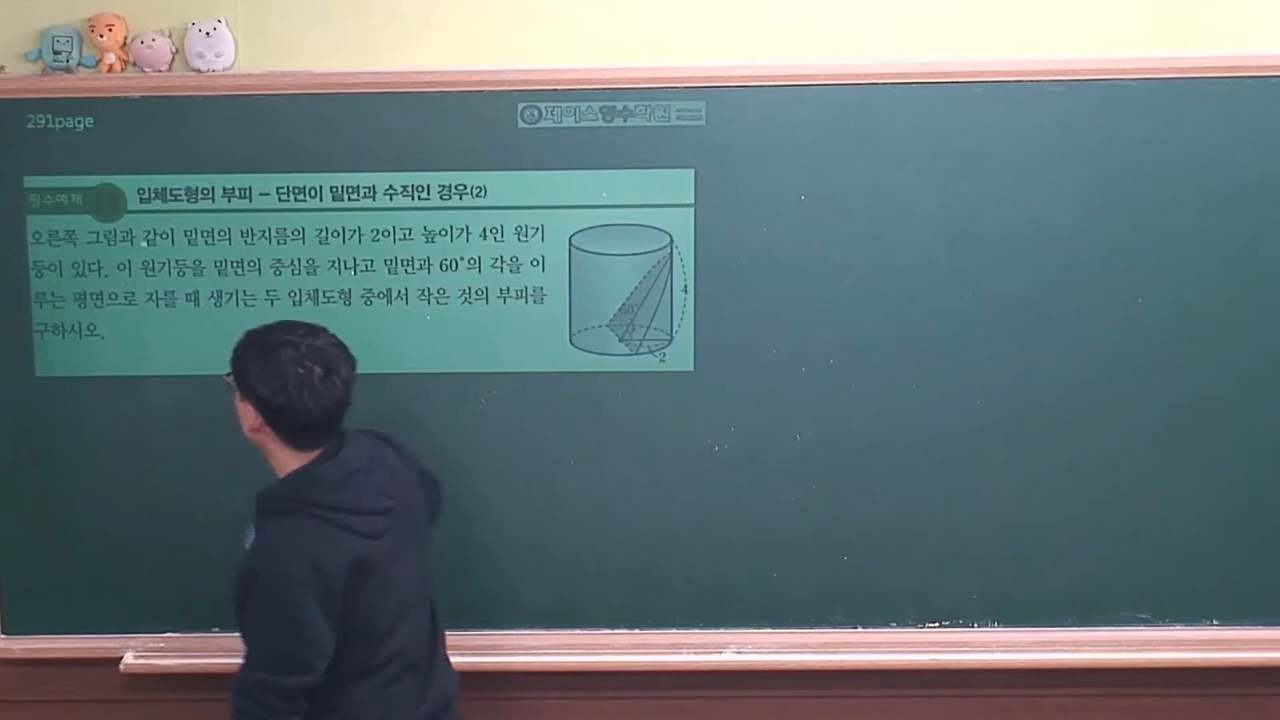 291page
제이스 영수학원
필수예제
입체도형의 부피 – 단면이 밑면과 수직인 경우(2)
오른쪽 그림과 같이 밑면의 반지름의 길이가 2이고 높이가 4인 원기
둥이 있다. 이 원기둥을 밑면의 중심을 지나고 밑면과 60°의 각을 이
루는 평면으로 자를 때 생기는 두 입체도형 중에서 작은 것의 부피를
구하시오.
4
60°
2